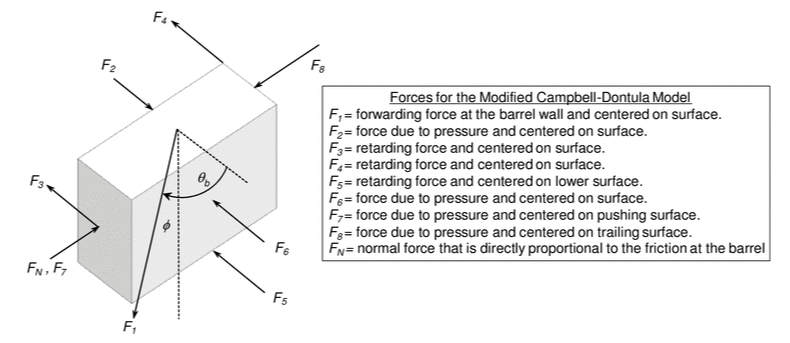 F4
F2
F8
F3
θb
ϕ
F6
FN , F7
F5
F1
Forces for the Modified Campbell-Dontula Model
F1= forwarding force at the barrel wall and centered on surface.
F2= force due to pressure and centered on surface.
F3= retarding force and centered on surface.
F4= retarding force and centered on surface.
F5= retarding force and centered on lower surface.
F6= force due to pressure and centered on surface.
F7= force due to pressure and centered on pushing surface.
F8= force due to pressure and centered on trailing surface.
FN= normal force that is directly proportional to the friction at the barrel